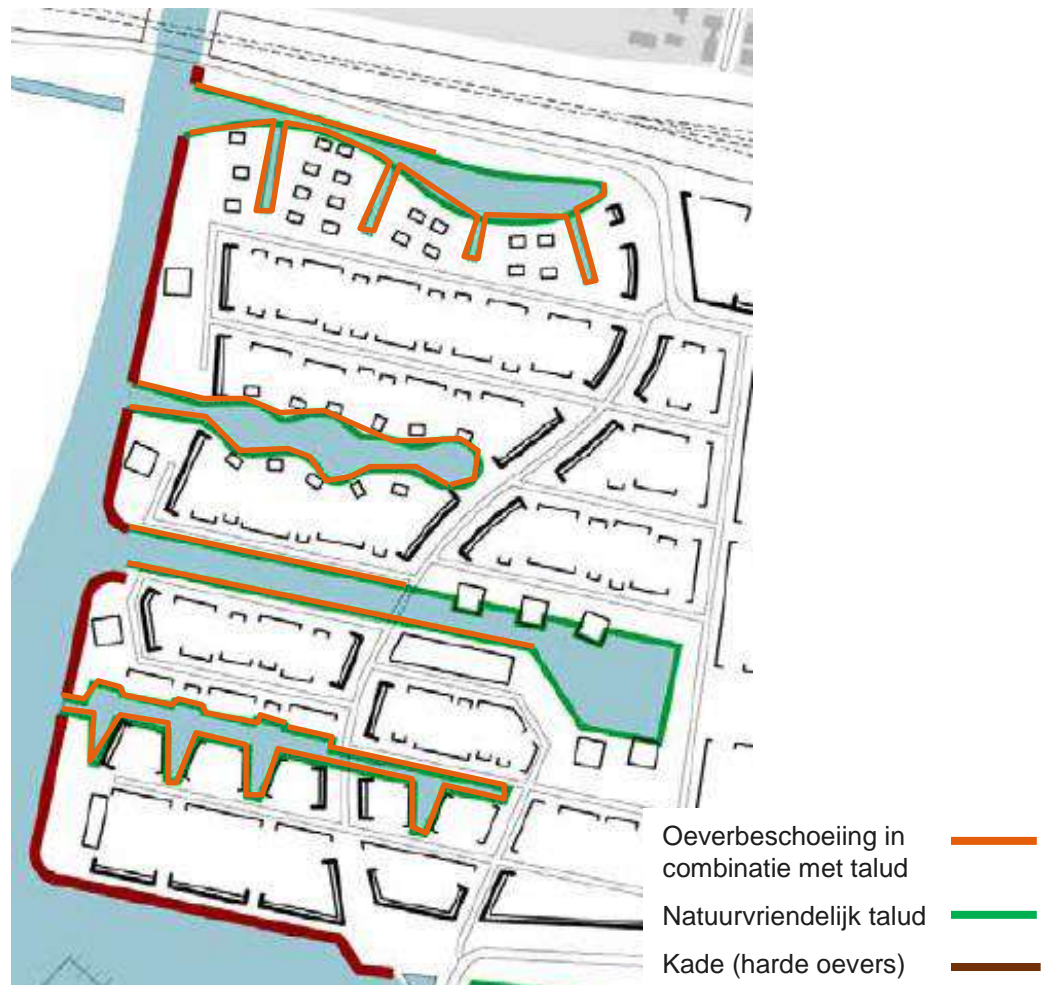 Oeverbeschoeiing in
combinatie met talud
Natuurvriendelijk talud
Kade (harde oevers)